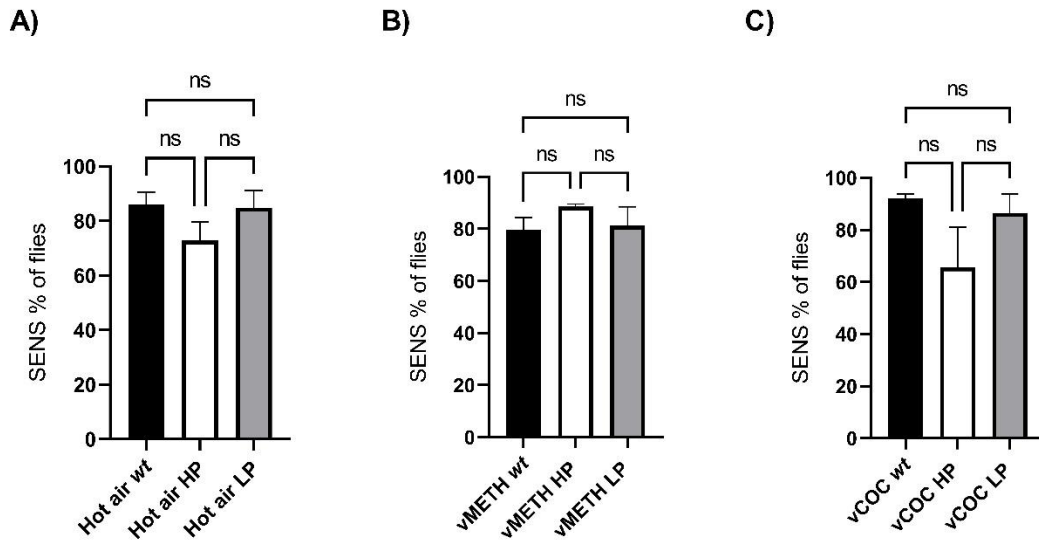 A)
ns
ns
ns
SENS % of flies
100
80
60
40
20
0
Hot air wt
Hot air HP
Hot air LP
B)
ns
ns
ns
SENS % of flies
100
80
60
40
20
0
vMETH wt
vMETH HP
vMETH LP
C)
ns
ns
ns
SENS % of flies
100
80
60
40
20
0
vCOC wt
vCOC HP
vCOC LP